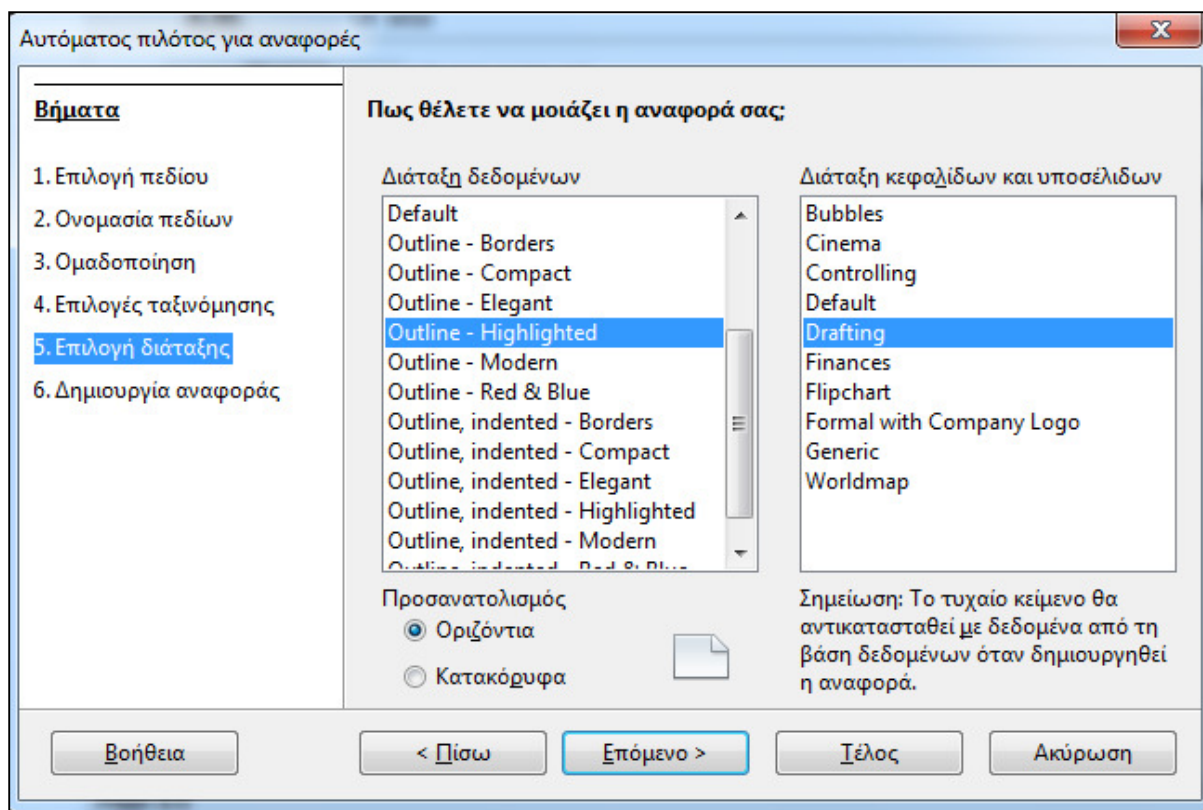 Αυτόματος πιλότος για αναφορές
Βήματα
1. Επιλογή πεδίου
2. Ονομασία πεδίων
3. Ομαδοποίηση
4. Επιλογές ταξινόμησης
5. Επιλογή διάταξης
6. Δημιουργία αναφοράς
Πως θέλετε να μοιάζει η αναφορά σας;
Διάταξη δεδομένων
Default
Outline - Borders
Outline - Compact
Outline - Elegant
Outline - Highlighted
Outline - Modern
Outline - Red & Blue
Outline, indented - Borders
Outline, indented - Compact
Outline, indented - Elegant
Outline, indented - Highlighted
Outline, indented - Modern
Outline, indented - Red & Blue
Διάταξη κεφαλίδων και υποσέλιδων
Bubbles
Cinema
Controlling
Default
Drafting
Finances
Flipchart
Formal with Company Logo
Generic
Worldmap
Προσανατολισμός
Οριζόντια
Κατακόρυφα
Σημείωση: Το τυχαίο κείμενο θα
αντικατασταθεί με δεδομένα από τη
βάση δεδομένων όταν δημιουργηθεί
η αναφορά.
Βοήθεια
< Πίσω
Επόμενο >
Τέλος
Ακύρωση